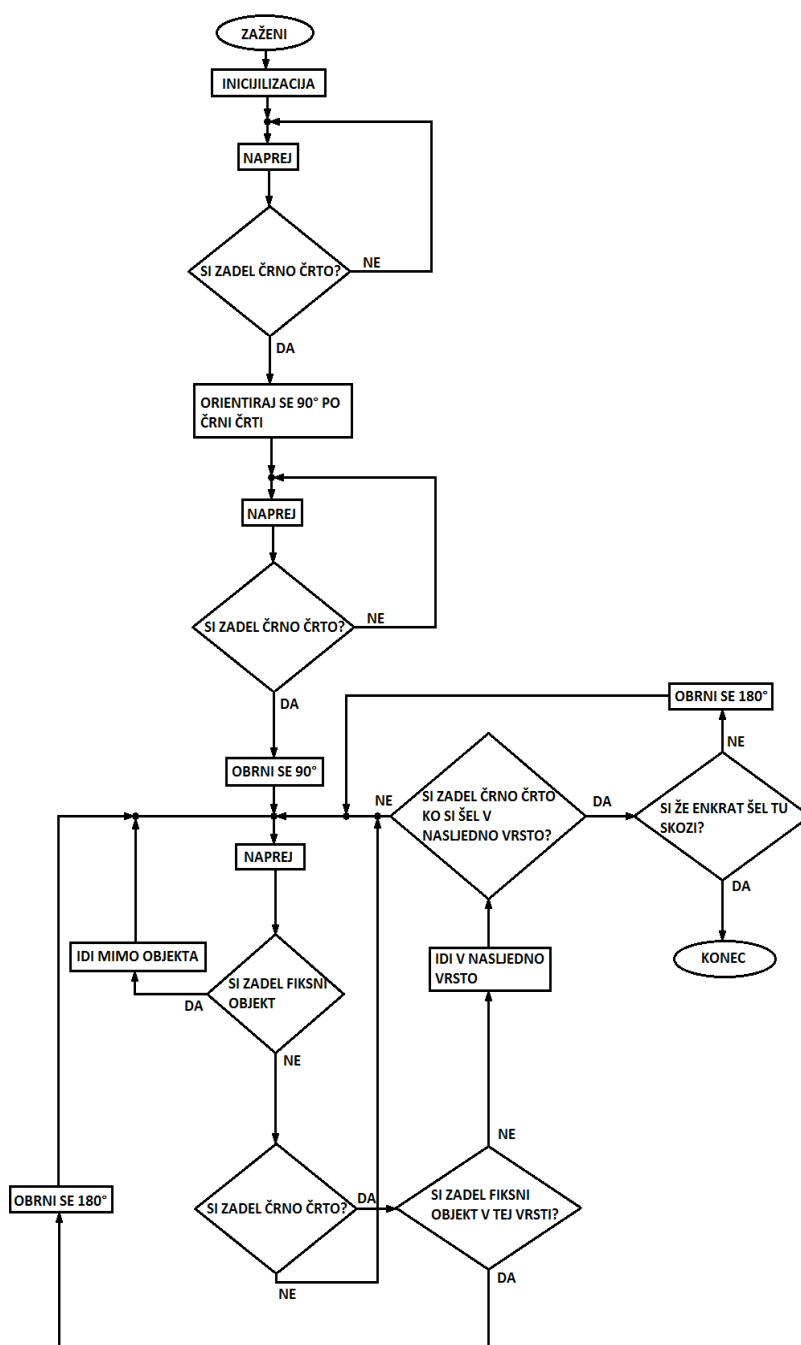 ZAŽENI
INICIJILIZACIJA
NAPREJ
SI ZADEL ČRNO ČRTO?
NE
DA
ORIENTIRAJ SE 90° PO
ČRNI ČRTI
NAPREJ
SI ZADEL ČRNO ČRTO?
NE
DA
OBRNI SE 90°
OBRNI SE 180°
NE
SI ZADEL ČRNO ČRTO
KO SI ŠEL V
NASLJEDNO VRSTO?
NE
DA
SI ŽE ENKRAT ŠEL TU
SKOZI?
DA
KONEC
NAPREJ
IDI MIMO OBJEKTA
SI ZADEL FIKSNI
OBJEKT
DA
NE
IDI V NASLJEDNO
VRSTO
NE
OBRNI SE 180°
SI ZADEL ČRNO ČRTO?
DA
NE
SI ZADEL FIKSNI
OBJEKT V TEJ VRSTI?
DA